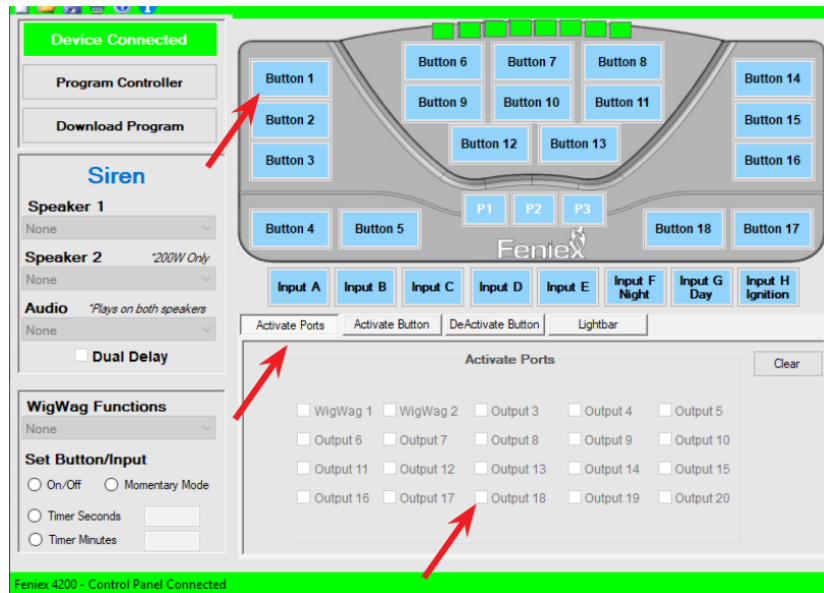 Device Connected
Program Controller
Download Program
Siren
Speaker 1
None
Speaker 2 *200W Only
None
Audio *Plays on both speakers
None
Dual Delay
WigWag Functions
None
Set Button/Input
On/Off Momentary Mode
Timer Seconds
Timer Minutes
Button 6 Button 7 Button 8
Button 1 Button 14
Button 9 Button 10 Button 11
Button 2 Button 15
Button 12 Button 13
Button 3 Button 16
P1 P2 P3
Button 4 Button 5 Button 18 Button 17
Feniex
Input A Input B Input C Input D Input E Input F Night Input G Day Input H Ignition
Activate Ports Activate Button DeActivate Button Lightbar
Activate Ports
Clear
WigWag 1 WigWag 2 Output 3 Output 4 Output 5
Output 6 Output 7 Output 8 Output 9 Output 10
Output 11 Output 12 Output 13 Output 14 Output 15
Output 16 Output 17 Output 18 Output 19 Output 20
Feniex 4200 - Control Panel Connected